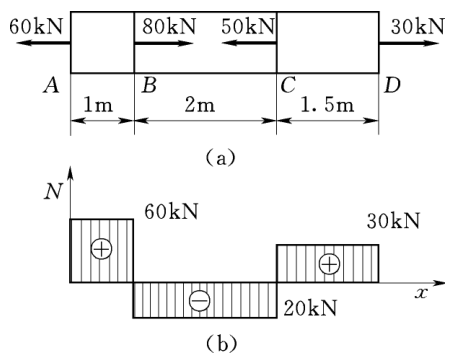 60kN 80kN 50kN 30kN
A B C D
1m 2m 1.5m
(a)
N
60kN 30kN
+ +
− x
20kN
(b)